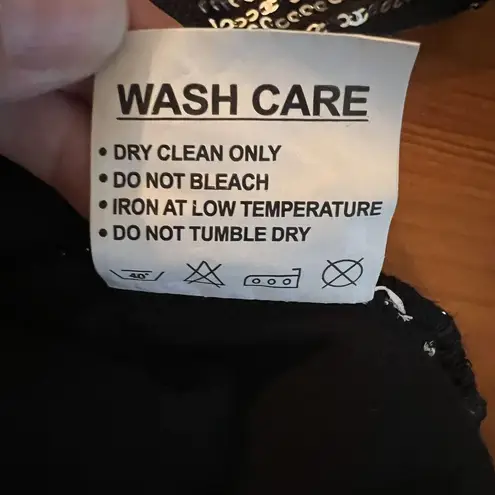 WASH CARE
• DRY CLEAN ONLY
• DO NOT BLEACH
• IRON AT LOW TEMPERATURE
• DO NOT TUMBLE DRY
40°